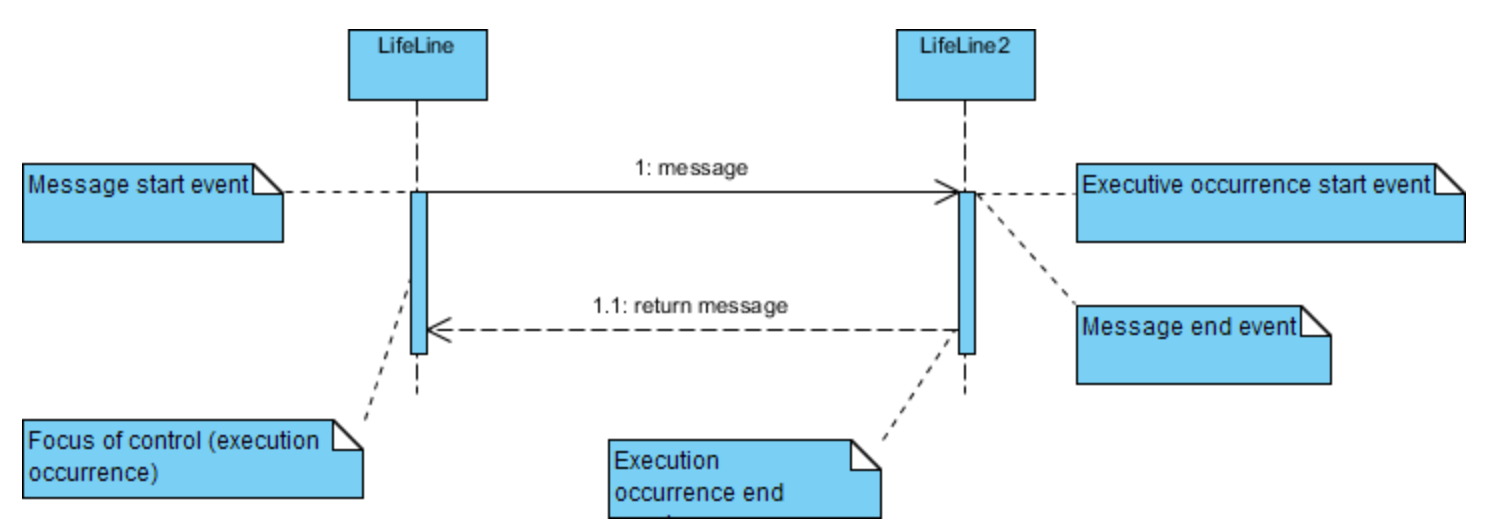 LifeLine
LifeLine2
1: message
Message start event
Executive occurrence start event
1.1: return message
Message end event
Focus of control (execution
occurrence)
Execution
occurrence end